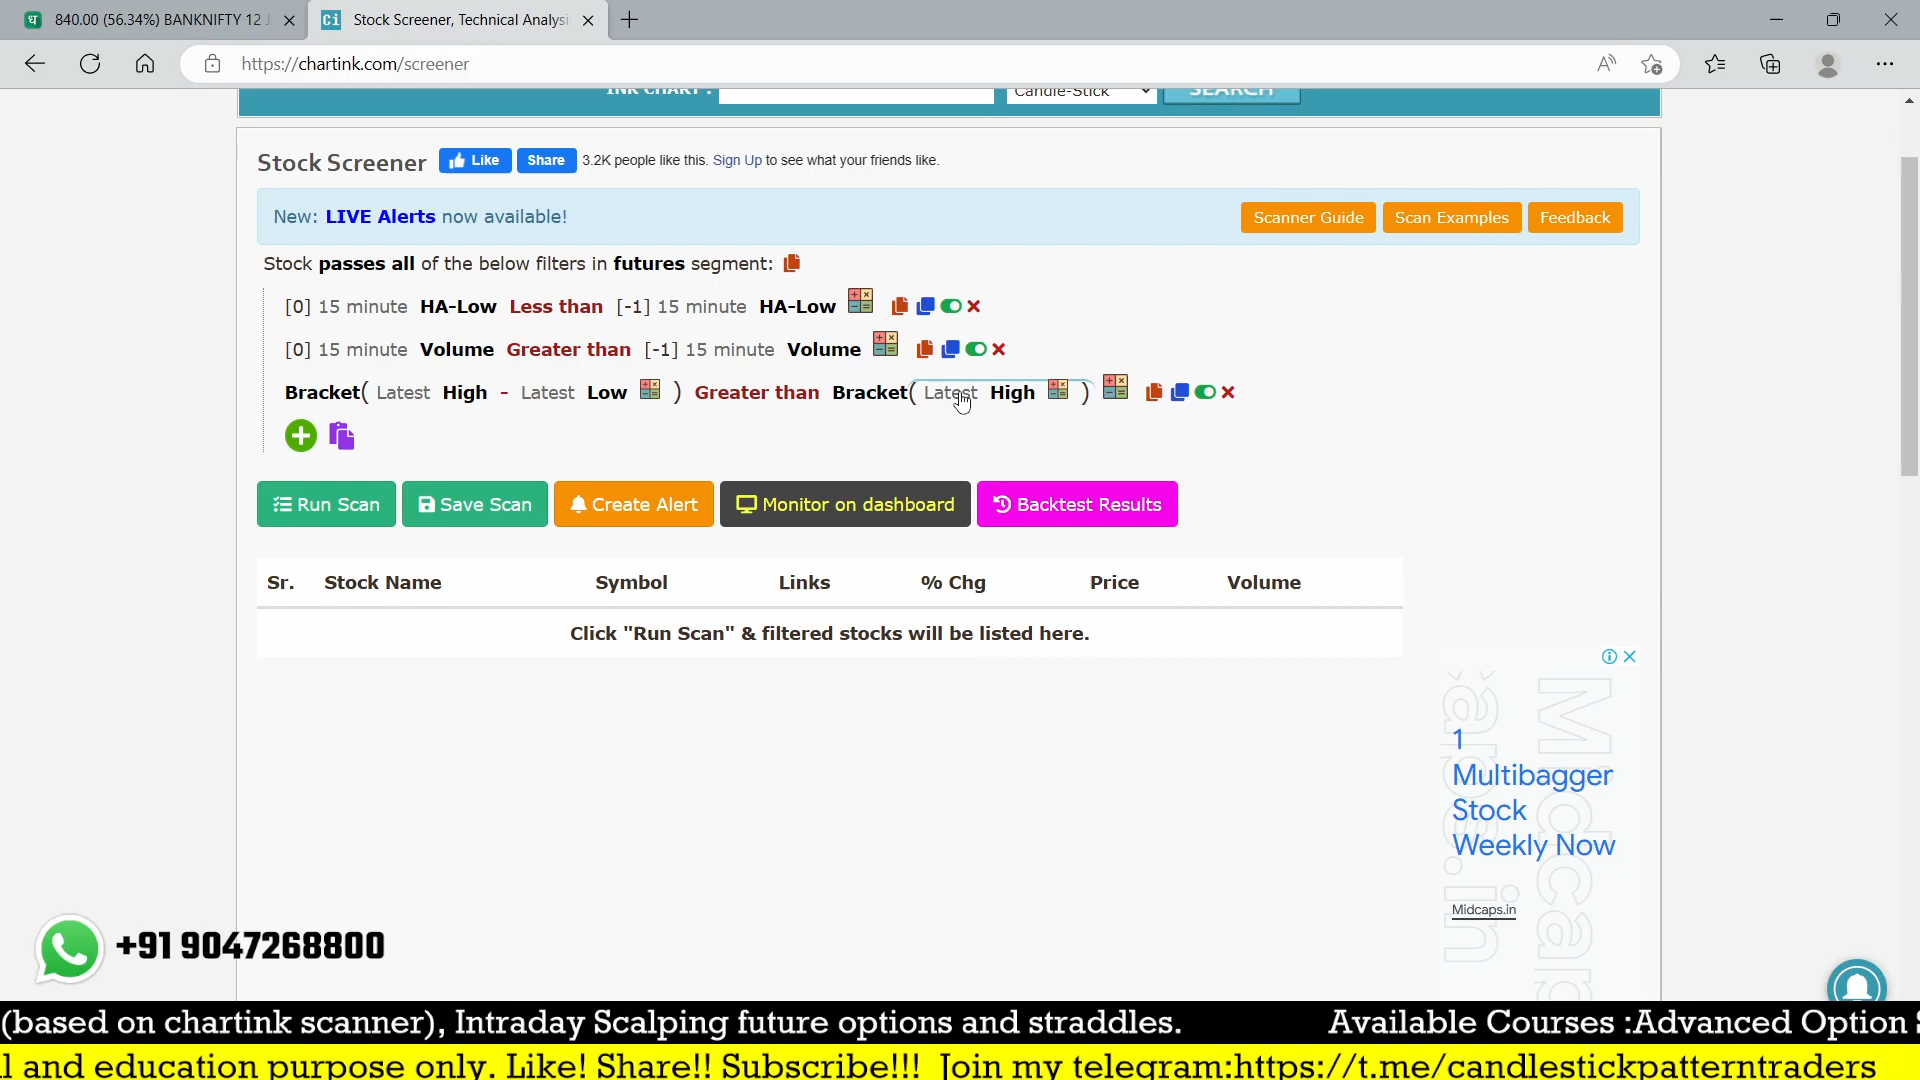 840.00 (56.34%) BANKNIFTY 12 J
Stock Screener, Technical Analysi
https://chartink.com/screener
INK CHART :
Candle-Stick
SEARCH
Stock Screener
Like
Share
3.2K people like this. Sign Up to see what your friends like.
New: LIVE Alerts now available!
Scanner Guide
Scan Examples
Feedback
Stock passes all of the below filters in futures segment:
[0] 15 minute HA-Low Less than [-1] 15 minute HA-Low
[0] 15 minute Volume Greater than [-1] 15 minute Volume
Bracket( Latest High - Latest Low ) Greater than Bracket( Latest High )
Run Scan
Save Scan
Create Alert
Monitor on dashboard
Backtest Results
Sr. Stock Name Symbol Links % Chg Price Volume
Click "Run Scan" & filtered stocks will be listed here.
1
Multibagger
Stock
Weekly Now
Midcaps.in
+91 9047268800
(based on chartink scanner), Intraday Scalping future options and straddles. Available Courses :Advanced Option S
l and education purpose only. Like! Share!! Subscribe!!! Join my telegram:https://t.me/candlestickpatterntraders